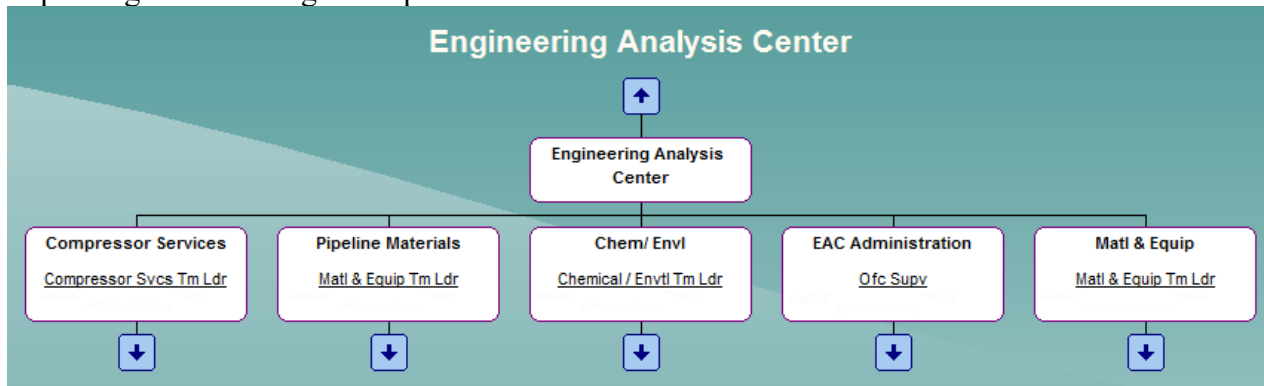 Engineering Analysis Center
Engineering Analysis
Center
Compressor Services
Compressor Svcs Tm Ldr
Pipeline Materials
Matl & Equip Tm Ldr
Chem/ Envl
Chemical / Envtl Tm Ldr
EAC Administration
Ofc Supv
Matl & Equip
Matl & Equip Tm Ldr